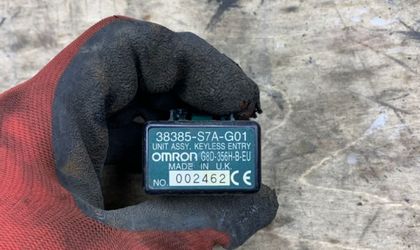 38385-S7A-G01
UNIT ASSY. KEYLESS ENTRY
OMRON G8D-356H-B-EU
MADE IN U.K.
NO. 002462 CE